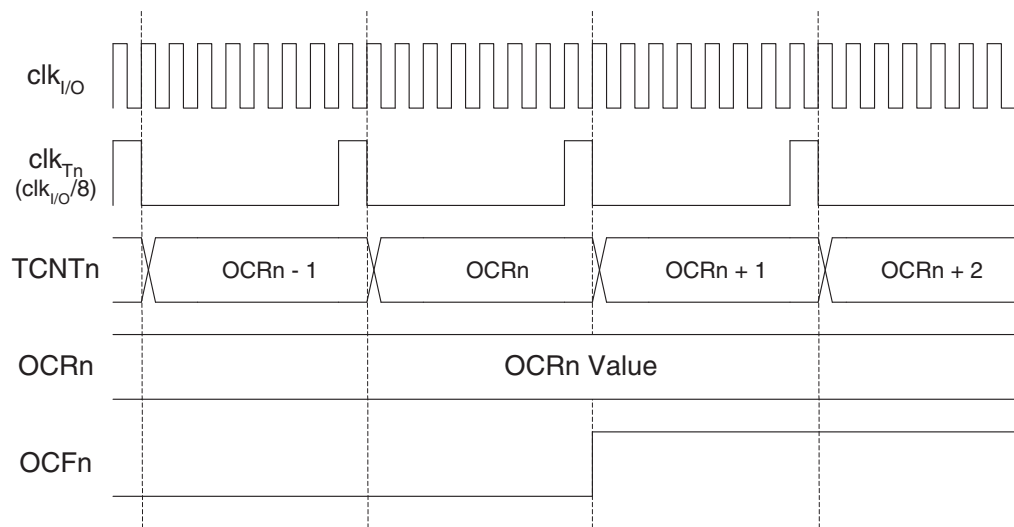 clkI/O
clkTn
(clkI/O/8)
TCNTn
OCRn - 1
OCRn
OCRn + 1
OCRn + 2
OCRn
OCRn Value
OCFn